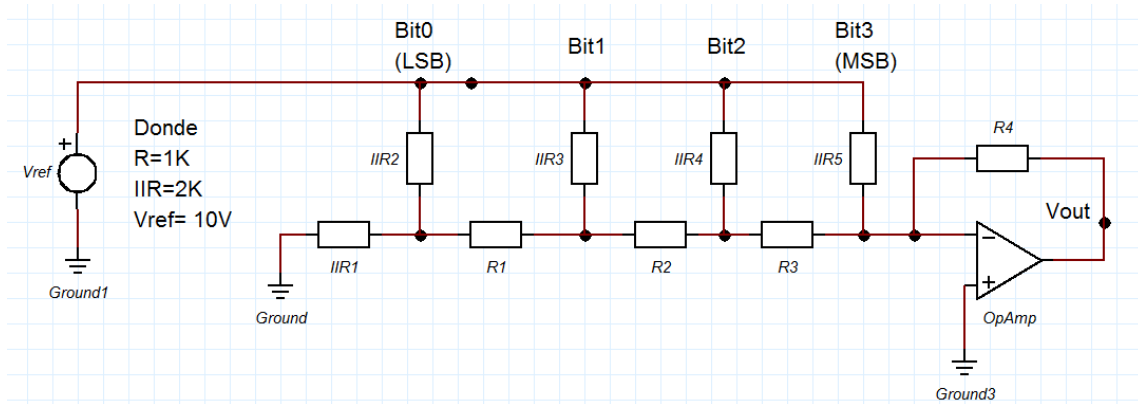 Bit0
(LSB)
Bit1
Bit2
Bit3
(MSB)
Donde
R=1K
IIR=2K
Vref= 10V
+
Vref
Ground1
IIR2
IIR3
IIR4
IIR5
R4
Vout
IIR1
R1
R2
R3
Ground
−
+
OpAmp
Ground3